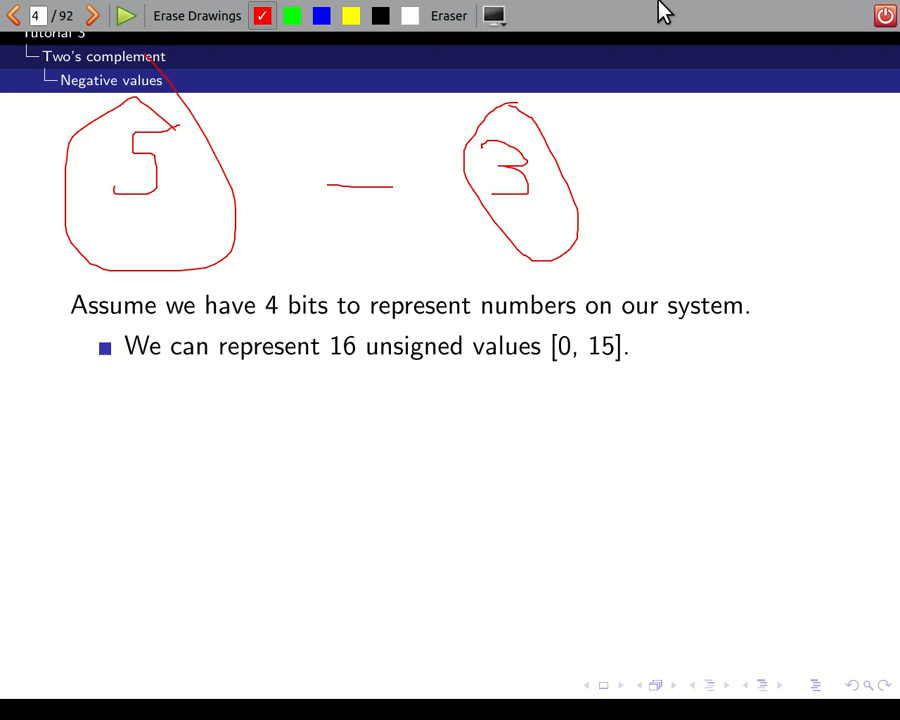 4 / 92 Erase Drawings Eraser
Tutorial 3
Two's complement
Negative values
5 — 3
Assume we have 4 bits to represent numbers on our system.
We can represent 16 unsigned values [0, 15].